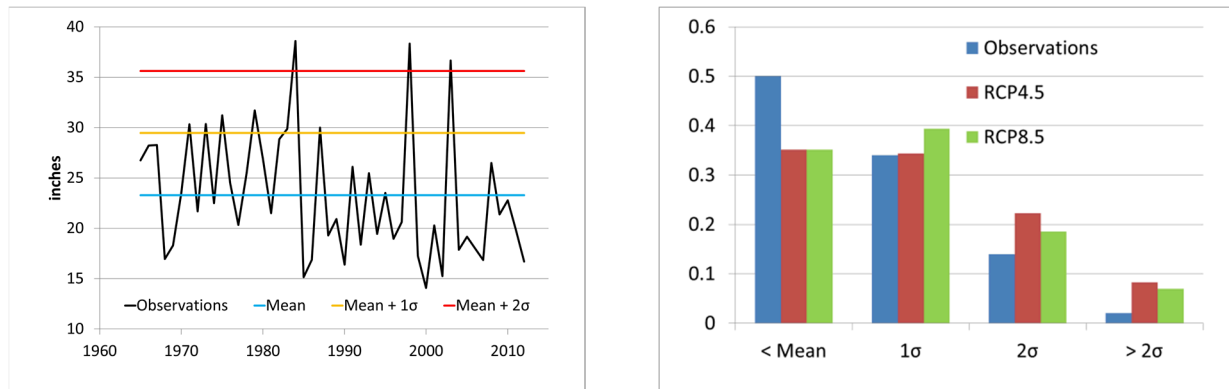 40
35
30
25
20
15
10
inches
Observations Mean Mean + 1σ Mean + 2σ
1960 1970 1980 1990 2000 2010
0.6
0.5
0.4
0.3
0.2
0.1
0
Observations
RCP4.5
RCP8.5
< Mean 1σ 2σ > 2σ